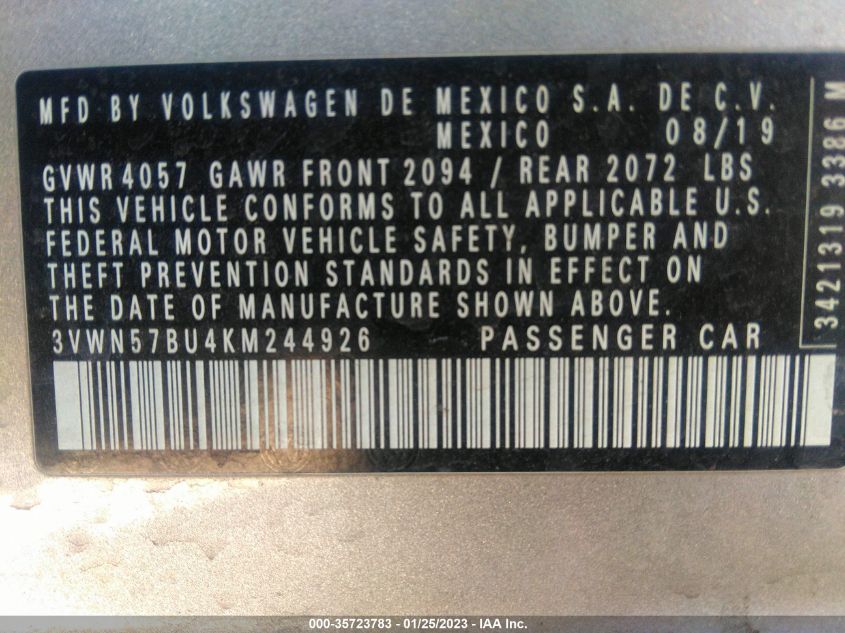 MFD BY VOLKSWAGEN DE MEXICO S.A. DE C.V.
MEXICO 08/19
GVWR 4057 GAWR FRONT 2094 / REAR 2072 LBS
THIS VEHICLE CONFORMS TO ALL APPLICABLE U.S.
FEDERAL MOTOR VEHICLE SAFETY, BUMPER AND
THEFT PREVENTION STANDARDS IN EFFECT ON
THE DATE OF MANUFACTURE SHOWN ABOVE.
3VWN57BU4KM244926 PASSENGER CAR
3421319 3386 M
000-35723783 - 01/25/2023 - IAA Inc.